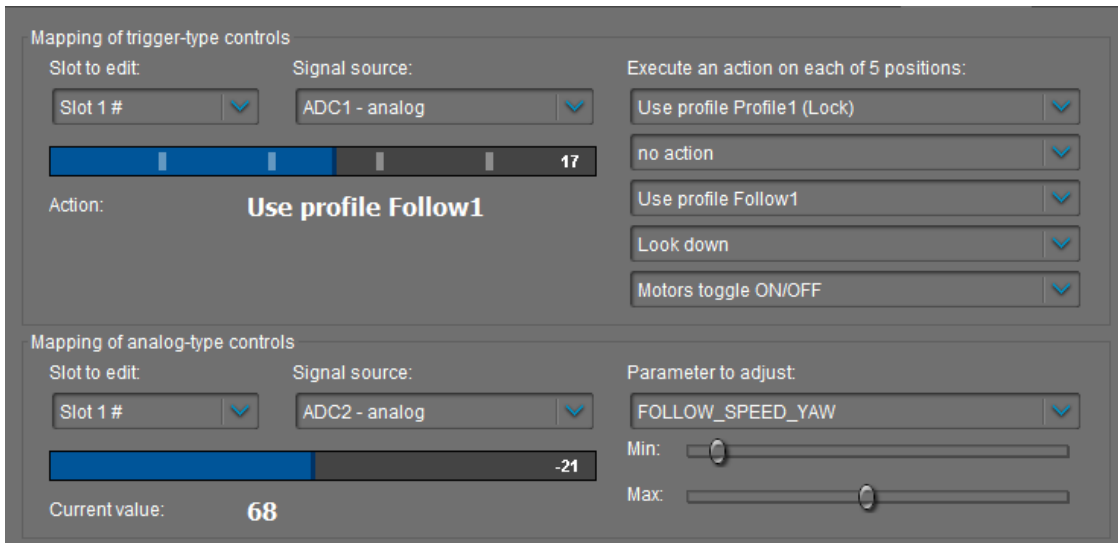 Mapping of trigger-type controls
Slot to edit:
Signal source:
Execute an action on each of 5 positions:
Slot 1 #
ADC1 - analog
Use profile Profile1 (Lock)
17
no action
Action:
Use profile Follow1
Use profile Follow1
Look down
Motors toggle ON/OFF
Mapping of analog-type controls
Slot to edit:
Signal source:
Parameter to adjust:
Slot 1 #
ADC2 - analog
FOLLOW_SPEED_YAW
-21
Min:
Max:
Current value:
68